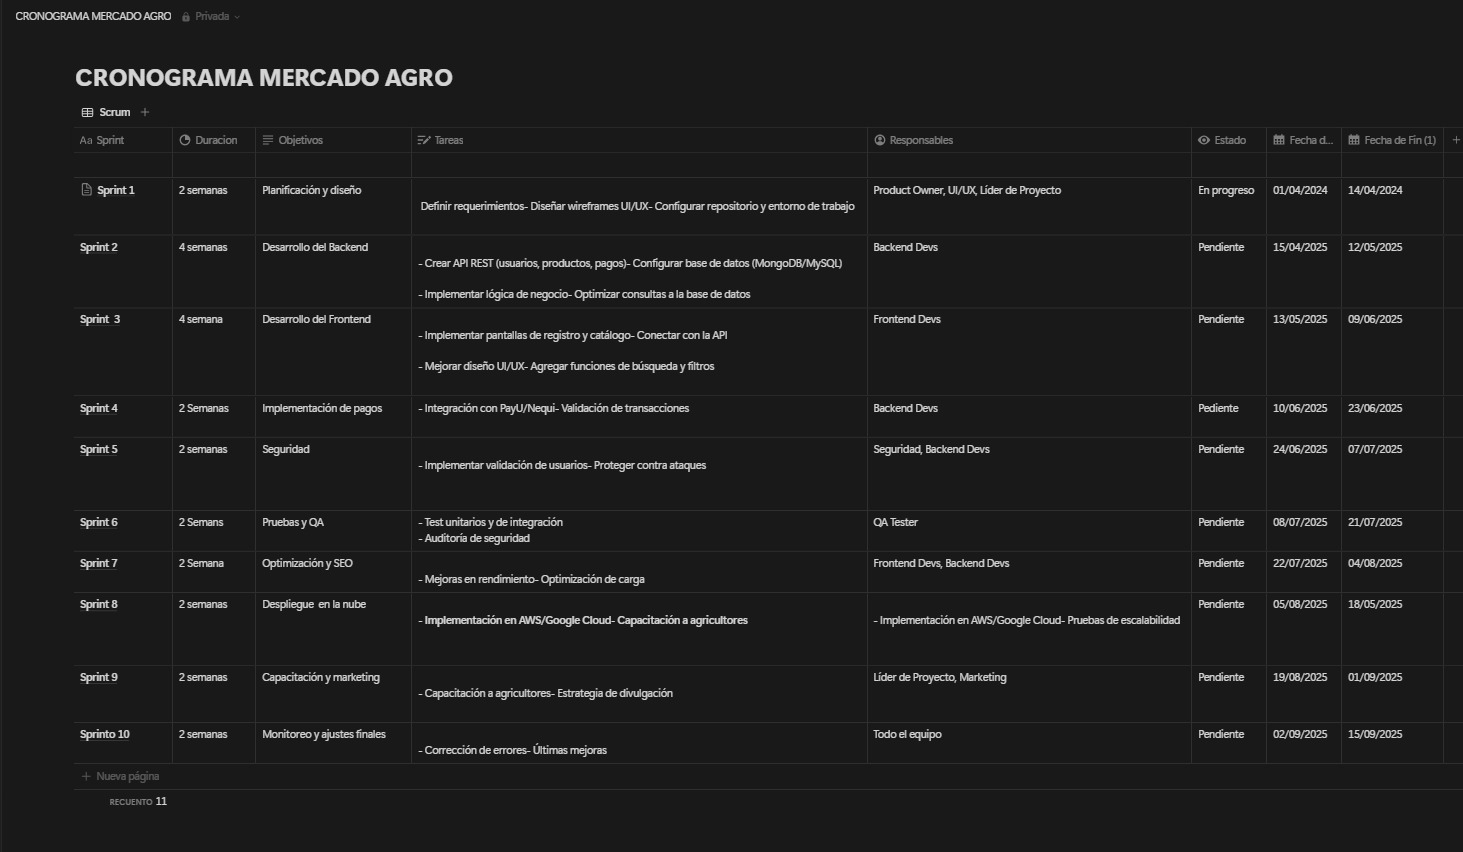 CRONOGRAMA MERCADO AGRO Privada
CRONOGRAMA MERCADO AGRO
Scrum
Aa Sprint Duracion Objetivos Tareas Responsables Estado Fecha d... Fecha de Fin (1)
Sprint 1 2 semanas Planificación y diseño Product Owner, UI/UX, Líder de Proyecto En progreso 01/04/2024 14/04/2024
Definir requerimientos- Diseñar wireframes UI/UX- Configurar repositorio y entorno de trabajo
Sprint 2 4 semanas Desarrollo del Backend Backend Devs Pendiente 15/04/2025 12/05/2025
- Crear API REST (usuarios, productos, pagos)- Configurar base de datos (MongoDB/MySQL)
- Implementar lógica de negocio- Optimizar consultas a la base de datos
Sprint 3 4 semana Desarrollo del Frontend Frontend Devs Pendiente 13/05/2025 09/06/2025
- Implementar pantallas de registro y catálogo- Conectar con la API
- Mejorar diseño UI/UX- Agregar funciones de búsqueda y filtros
Sprint 4 2 Semanas Implementación de pagos - Integración con PayU/Nequi- Validación de transacciones Backend Devs Pediente 10/06/2025 23/06/2025
Sprint 5 2 semanas Seguridad Seguridad, Backend Devs Pendiente 24/06/2025 07/07/2025
- Implementar validación de usuarios- Proteger contra ataques
Sprint 6 2 Semans Pruebas y QA - Test unitarios y de integración QA Tester Pendiente 08/07/2025 21/07/2025
- Auditoría de seguridad
Sprint 7 2 Semana Optimización y SEO Frontend Devs, Backend Devs Pendiente 22/07/2025 04/08/2025
- Mejoras en rendimiento- Optimización de carga
Sprint 8 2 semanas Despliegue en la nube Pendiente 05/08/2025 18/05/2025
- Implementación en AWS/Google Cloud- Capacitación a agricultores - Implementación en AWS/Google Cloud- Pruebas de escalabilidad
Sprint 9 2 semanas Capacitación y marketing Líder de Proyecto, Marketing Pendiente 19/08/2025 01/09/2025
- Capacitación a agricultores- Estrategia de divulgación
Sprinto 10 2 semanas Monitoreo y ajustes finales Todo el equipo Pendiente 02/09/2025 15/09/2025
- Corrección de errores- Últimas mejoras
Nueva página
RECUENTO 11